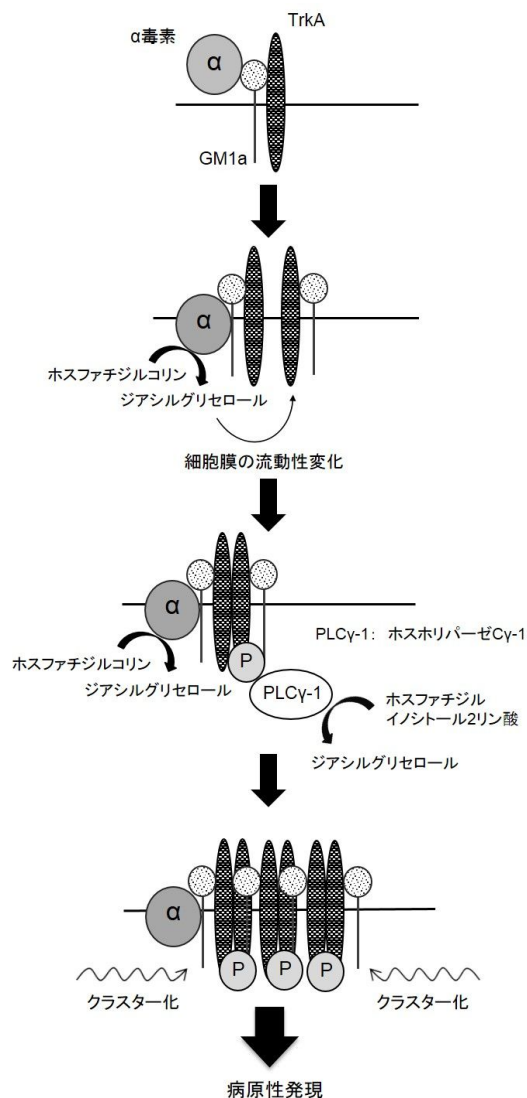 TrkA
α毒素
α
GM1a
α
ホスファチジルコリン
ジアシルグリセロール
細胞膜の流動性変化
α
PLCγ-1: ホスホリパーゼCγ-1
ホスファチジルコリン
P
ジアシルグリセロール
PLCγ-1
ホスファチジル
イノシトール2リン酸
ジアシルグリセロール
α
P
P
P
クラスター化
クラスター化
病原性発現